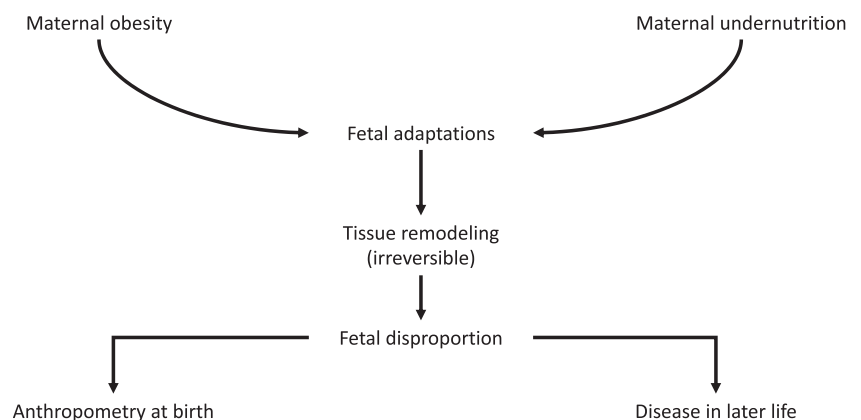 Maternal obesity
Maternal undernutrition
Fetal adaptations
Tissue remodeling
(irreversible)
Fetal disproportion
Anthropometry at birth
Disease in later life